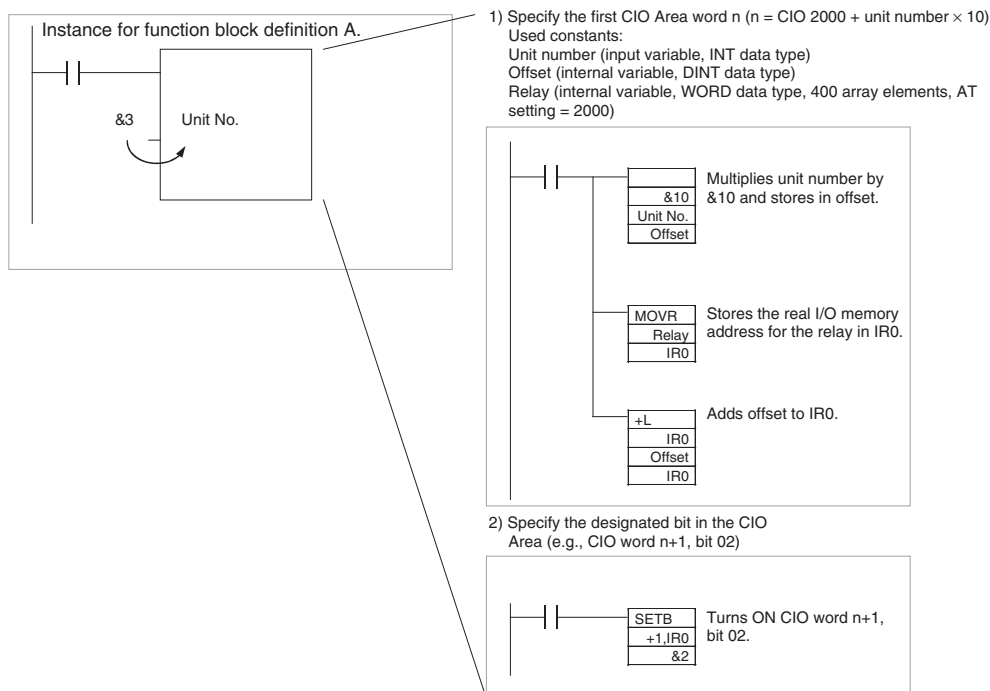 Instance for function block definition A.
&3
Unit No.
1) Specify the first CIO Area word n (n = CIO 2000 + unit number × 10)
Used constants:
Unit number (input variable, INT data type)
Offset (internal variable, DINT data type)
Relay (internal variable, WORD data type, 400 array elements, AT
setting = 2000)
&10
Unit No.
Offset
Multiplies unit number by
&10 and stores in offset.
MOVR
Relay
IR0
Stores the real I/O memory
address for the relay in IR0.
+L
IR0
Offset
IR0
Adds offset to IR0.
2) Specify the designated bit in the CIO
Area (e.g., CIO word n+1, bit 02)
SETB
+1,IR0
&2
Turns ON CIO word n+1,
bit 02.